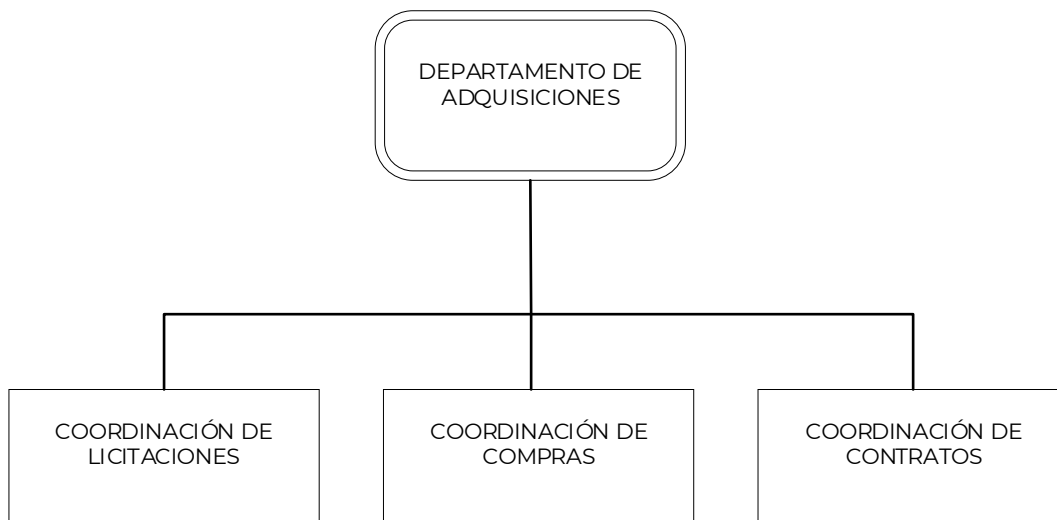 DEPARTAMENTO DE
ADQUISICIONES
COORDINACIÓN DE
LICITACIONES
COORDINACIÓN DE
COMPRAS
COORDINACIÓN DE
CONTRATOS